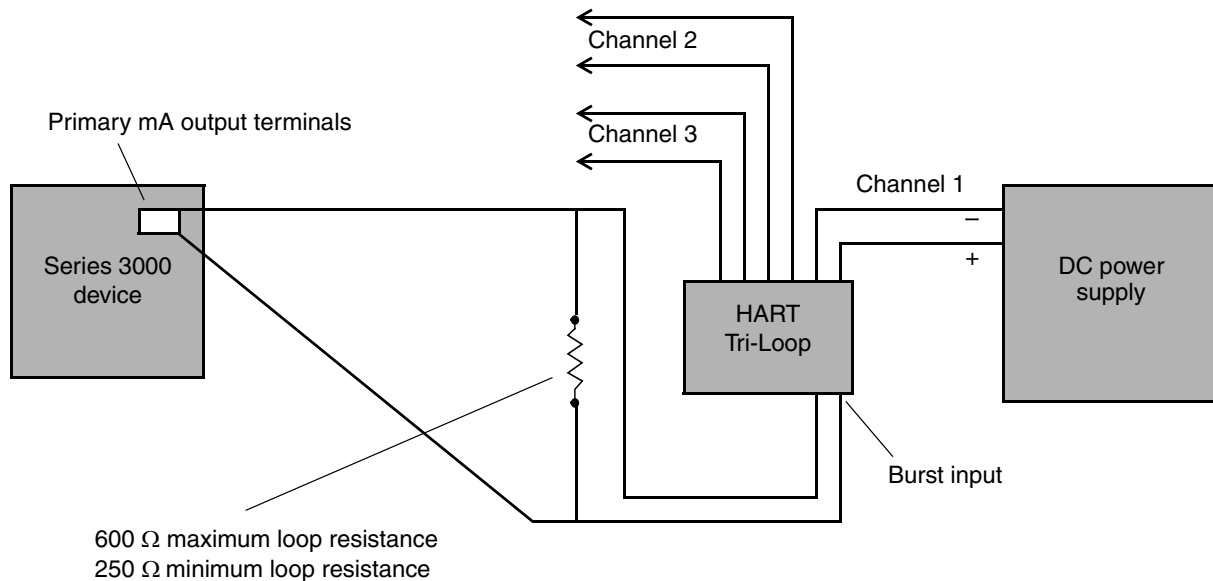 Channel 2
Primary mA output terminals
Channel 3
Channel 1
–
+
Series 3000
device
DC power
supply
HART
Tri-Loop
Burst input
600 Ω maximum loop resistance
250 Ω minimum loop resistance